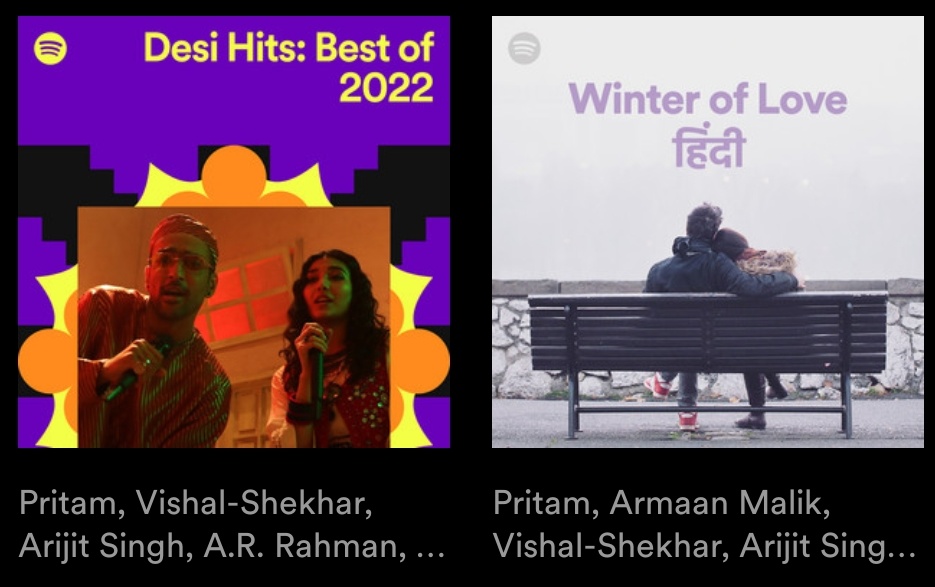 Desi Hits: Best of
2022
Winter of Love
हिंदी
Pritam, Vishal-Shekhar,
Arijit Singh, A.R. Rahman, ...
Pritam, Armaan Malik,
Vishal-Shekhar, Arijit Sing...